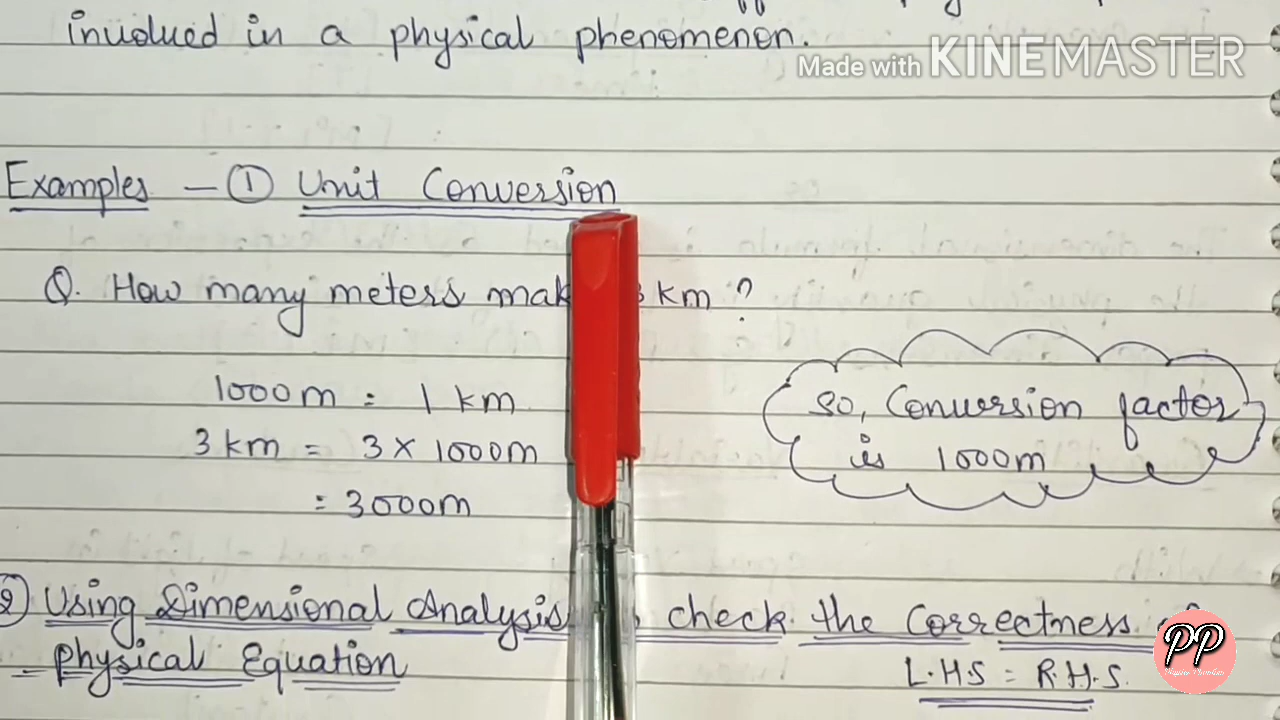 involved in a physical phenomenon.
Made with KINEMASTER
Examples - ① Unit Conversion
Q. How many meters mak 3 km ?
1000m = 1 km
3 km = 3 × 1000m
= 3000m
So, Conversion factor
is 1000m
② Using Dimensional Analysis check the Correctness
Physical Equation
L.H.S = R.H.S.
PP